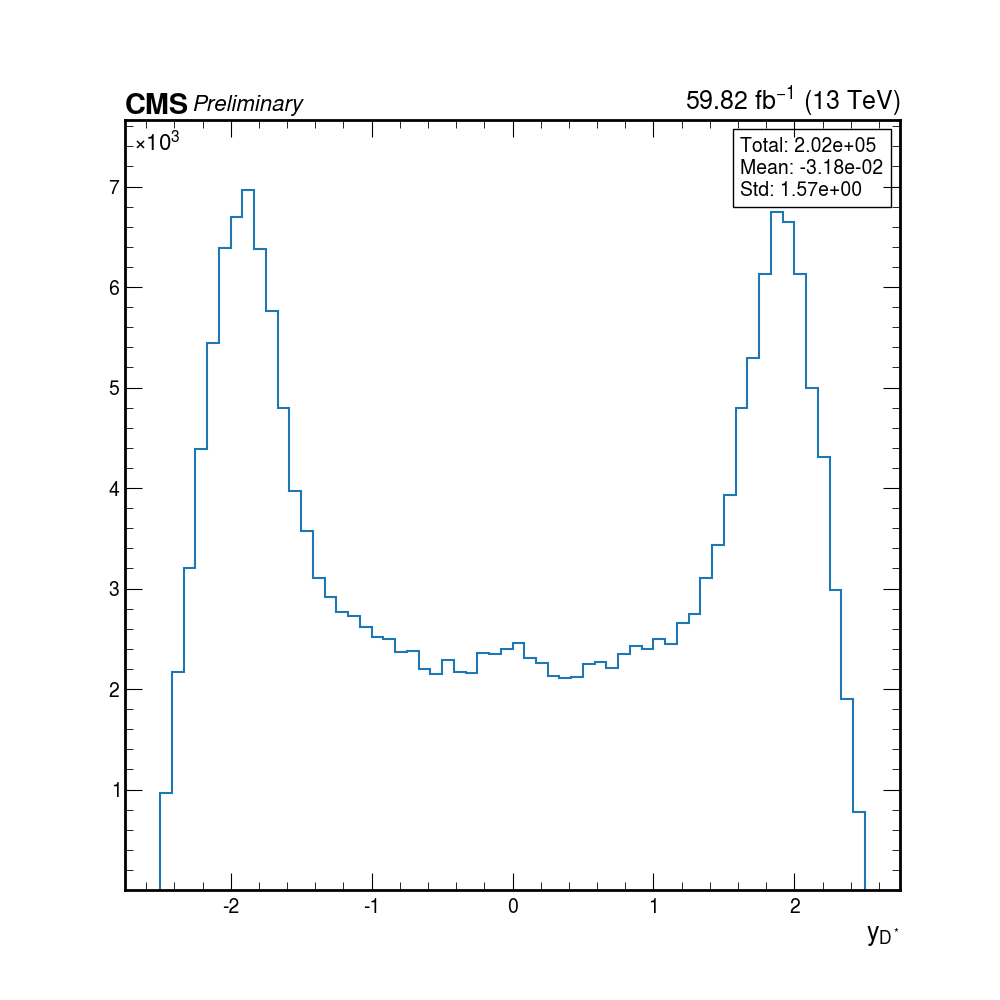 CMS Preliminary
59.82 fb⁻¹ (13 TeV)
×10³
Total: 2.02e+05
Mean: -3.18e-02
Std: 1.57e+00
7
6
5
4
3
2
1
-2 -1 0 1 2
y_D*